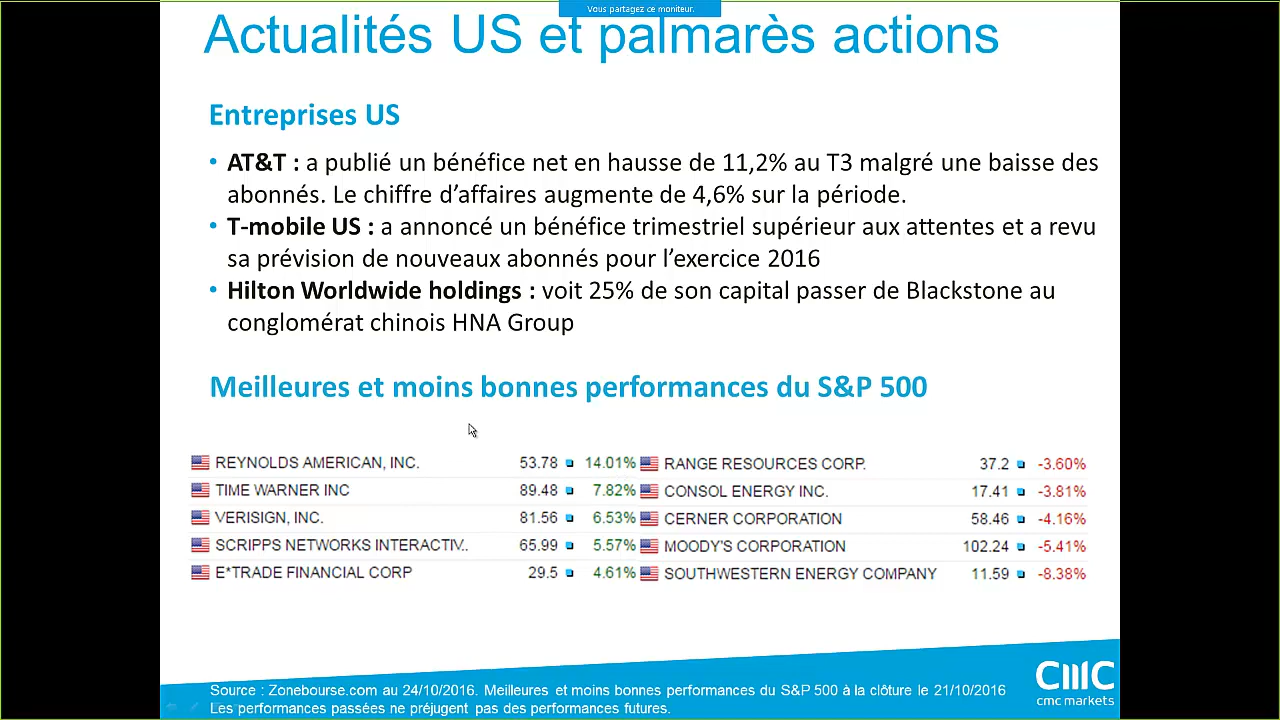 Vous partagez ce moniteur.
Actualités US et palmarès actions
Entreprises US
• AT&T : a publié un bénéfice net en hausse de 11,2% au T3 malgré une baisse des
abonnés. Le chiffre d’affaires augmente de 4,6% sur la période.
• T-mobile US : a annoncé un bénéfice trimestriel supérieur aux attentes et a revu
sa prévision de nouveaux abonnés pour l’exercice 2016
• Hilton Worldwide holdings : voit 25% de son capital passer de Blackstone au
conglomérat chinois HNA Group
Meilleures et moins bonnes performances du S&P 500
REYNOLDS AMERICAN, INC. 53.78 14.01% RANGE RESOURCES CORP. 37.2 -3.60%
TIME WARNER INC 89.48 7.82% CONSOL ENERGY INC. 17.41 -3.81%
VERISIGN, INC. 81.56 6.53% CERNER CORPORATION 58.46 -4.16%
SCRIPPS NETWORKS INTERACTIV.. 65.99 5.57% MOODY'S CORPORATION 102.24 -5.41%
E*TRADE FINANCIAL CORP 29.5 4.61% SOUTHWESTERN ENERGY COMPANY 11.59 -8.38%
CMC
cmc markets
Source : Zonebourse.com au 24/10/2016. Meilleures et moins bonnes performances du S&P 500 à la clôture le 21/10/2016
Les performances passées ne préjugent pas des performances futures.